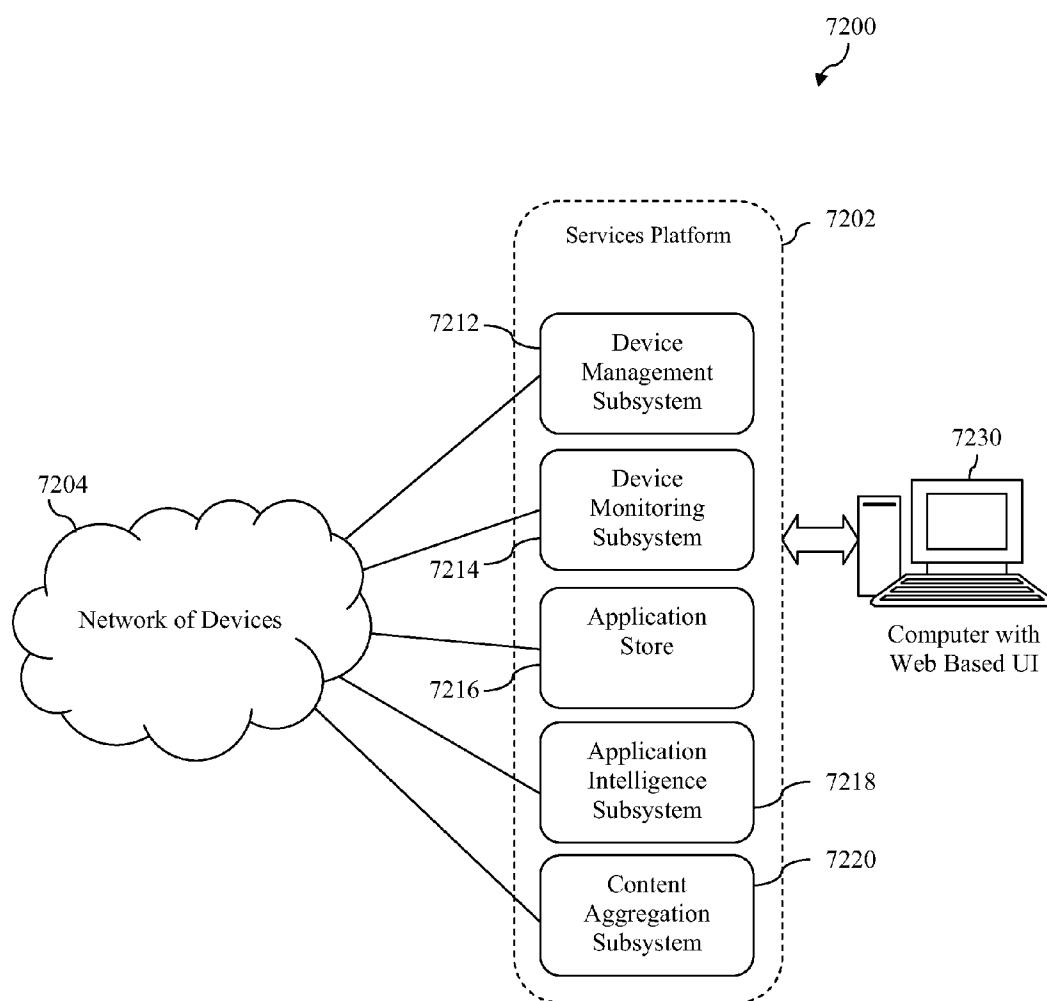 7200
7202
Services Platform
7212
Device
Management
Subsystem
7230
7204
Device
Monitoring
Subsystem
7214
Network of Devices
Application
Store
Computer with
Web Based UI
7216
Application
Intelligence
Subsystem
7218
7220
Content
Aggregation
Subsystem